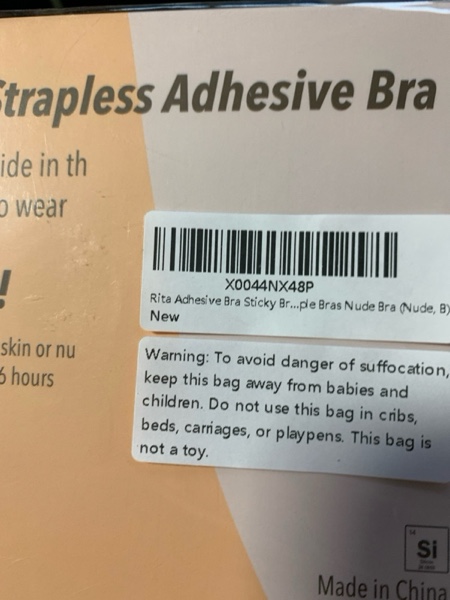 Strapless Adhesive Bra
ide in th
o wear
X0044NX48P
Rita Adhesive Bra Sticky Br...ple Bras Nude Bra (Nude, B)
New
!
skin or nu
6 hours
Warning: To avoid danger of suffocation,
keep this bag away from babies and
children. Do not use this bag in cribs,
beds, carriages, or playpens. This bag is
not a toy.
14
Si
Made in China